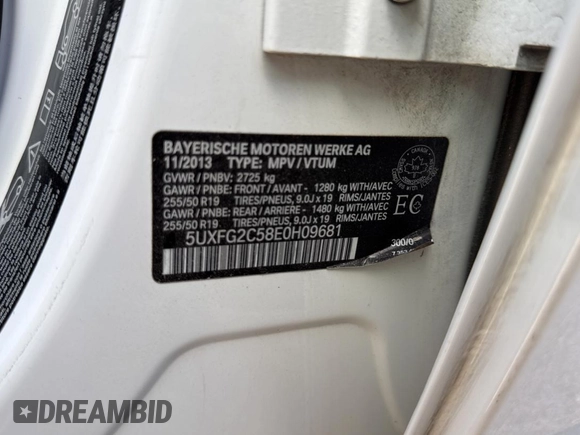 BAYERISCHE MOTOREN WERKE AG
11/2013 TYPE: MPV / VTUM
GVWR / PNBV: 2725 kg
GAWR / PNBE: FRONT / AVANT - 1280 kg WITH/AVEC
255/50 R19 TIRES/PNEUS, 9.0J x 19 RIMS/JANTES
GAWR / PNBE: REAR / ARRIERE - 1480 kg WITH/AVEC
255/50 R19 TIRES/PNEUS, 9.0J x 19 RIMS/JANTES
EC
5UXFG2C58E0H09681
300/0
DREAMBID